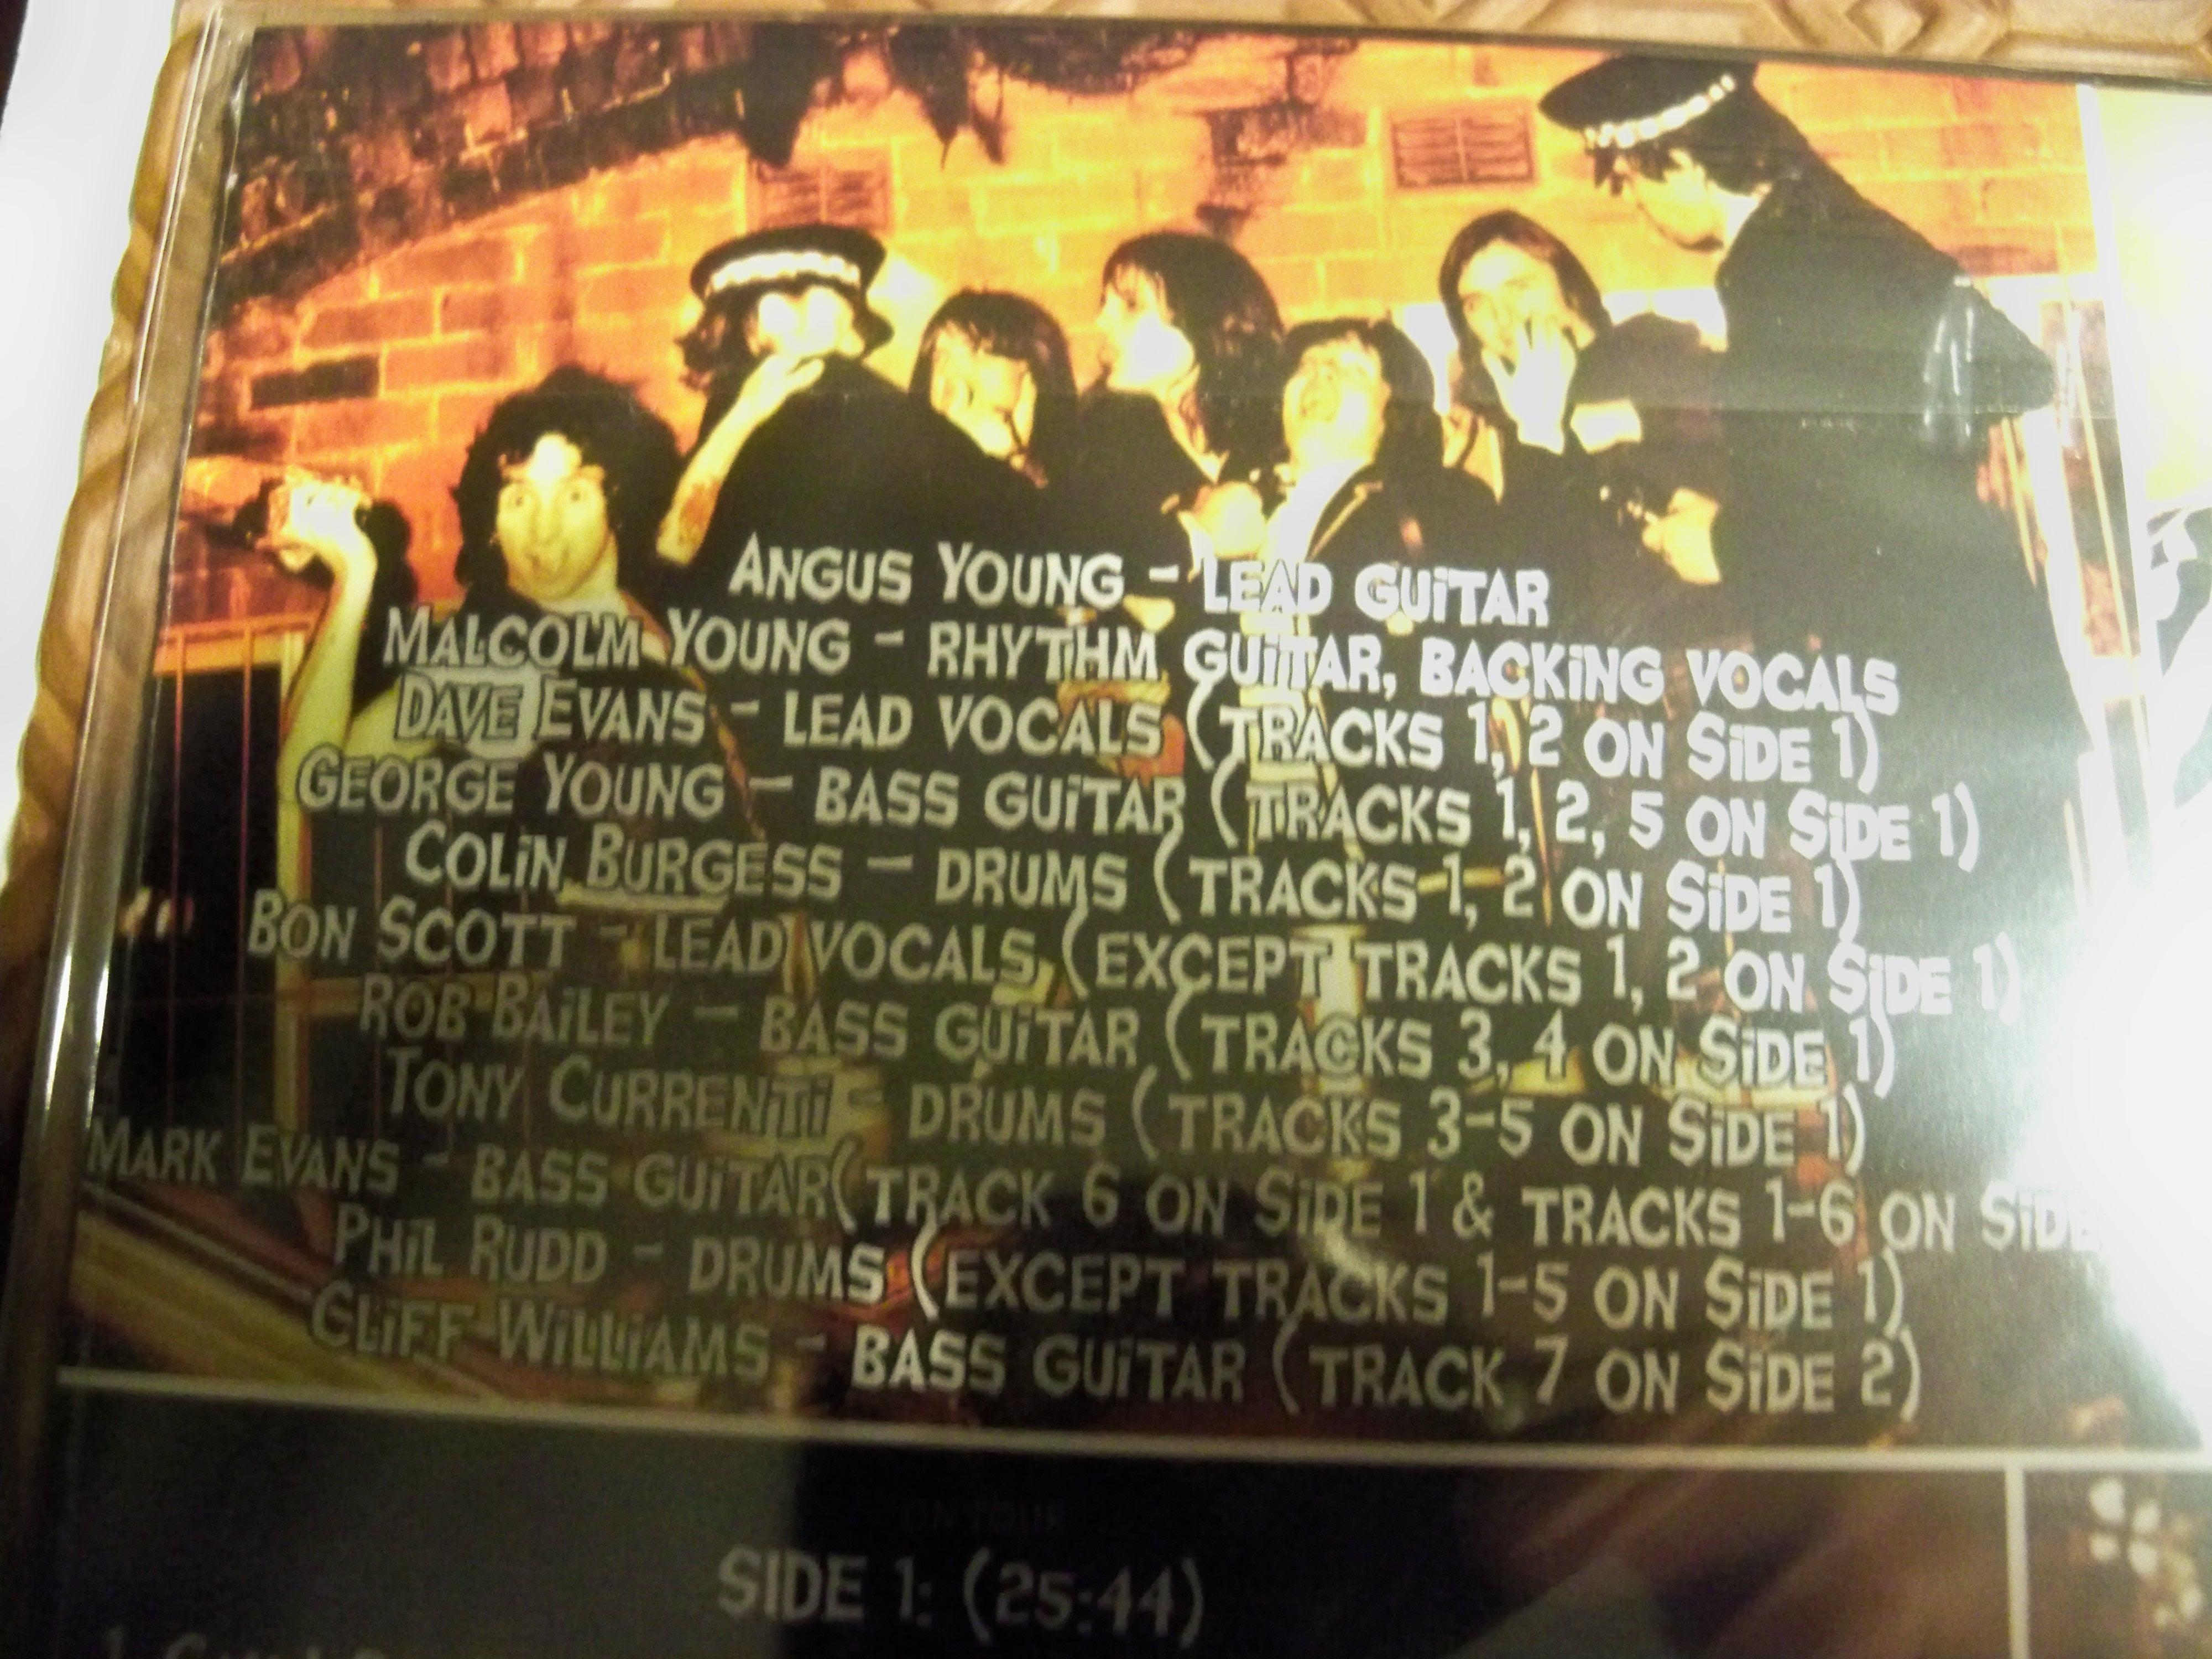 Angus Young - lead guitar
Malcolm Young - rhythm guitar, backing vocals
Dave Evans - lead vocals (tracks 1, 2 on Side 1)
George Young - bass guitar (tracks 1, 2, 5 on Side 1)
Colin Burgess - drums (tracks 1, 2 on Side 1)
Bon Scott - lead vocals (except tracks 1, 2 on Side 1)
Rob Bailey - bass guitar (tracks 3, 4 on Side 1)
Tony Currenti - drums (tracks 3-5 on Side 1)
Mark Evans - bass guitar(track 6 on Side 1 & tracks 1-6 on Side
Phil Rudd - drums (except tracks 1-5 on Side 1)
Cliff Williams - bass guitar (track 7 on Side 2)
ON TOUR
SIDE 1: (25:44)